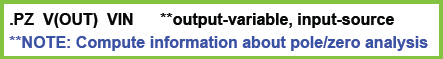 .PZ V(OUT) VIN **output-variable, input-source
**NOTE: Compute information about pole/zero analysis